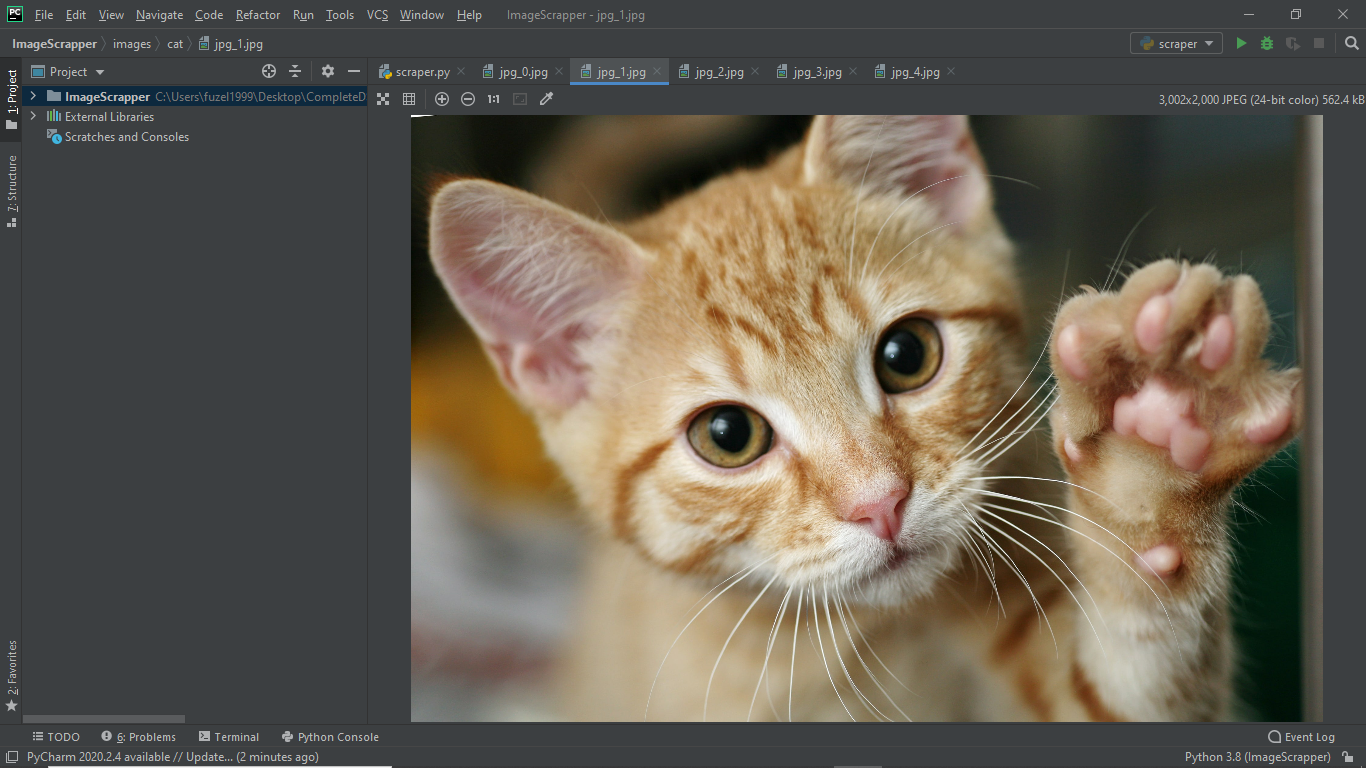 PC File Edit View Navigate Code Refactor Run Tools VCS Window Help ImageScrapper - jpg_1.jpg
ImageScrapper images cat jpg_1.jpg scraper
1: Project
Project
scraper.py jpg_0.jpg jpg_1.jpg jpg_2.jpg jpg_3.jpg jpg_4.jpg
ImageScrapper C:\Users\fuzel1999\Desktop\CompleteD
1:1 3,002x2,000 JPEG (24-bit color) 562.4 kB
External Libraries
Scratches and Consoles
7: Structure
2: Favorites
TODO 6: Problems Terminal Python Console Event Log
PyCharm 2020.2.4 available // Update... (2 minutes ago) Python 3.8 (ImageScrapper)